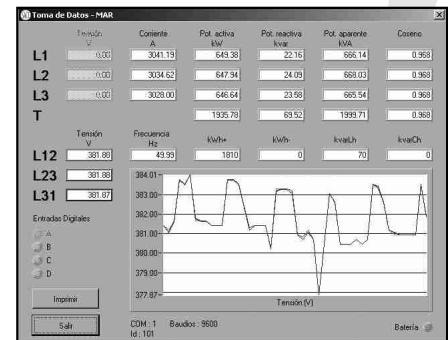 Toma de Datos - MAR
Tensión V Corriente A Pot. activa kW Pot. reactiva kvar Pot. aparente KVA Coseno
L1 0,00 3041.19 649.38 22.16 666.14 0.968
L2 0,00 3034.62 647.94 24.09 668.03 0.968
L3 0,00 3028.00 646.64 23.58 665.54 0.968
T 1935.78 69.52 1999.71 0.968
Tensión V Frecuencia Hz kWh+ kWh- kvarLh kvarCh
L12 381.88 49.99 1810 0 70 0
L23 381.88
L31 381.87
384.01
383.00
382.00
381.00
380.00
379.00
377.87
Tensión (V)
Entradas Digitales
A
B
C
D
Imprimir
Salir
COM : 1 Baudios : 9600
Id : 101
Batería